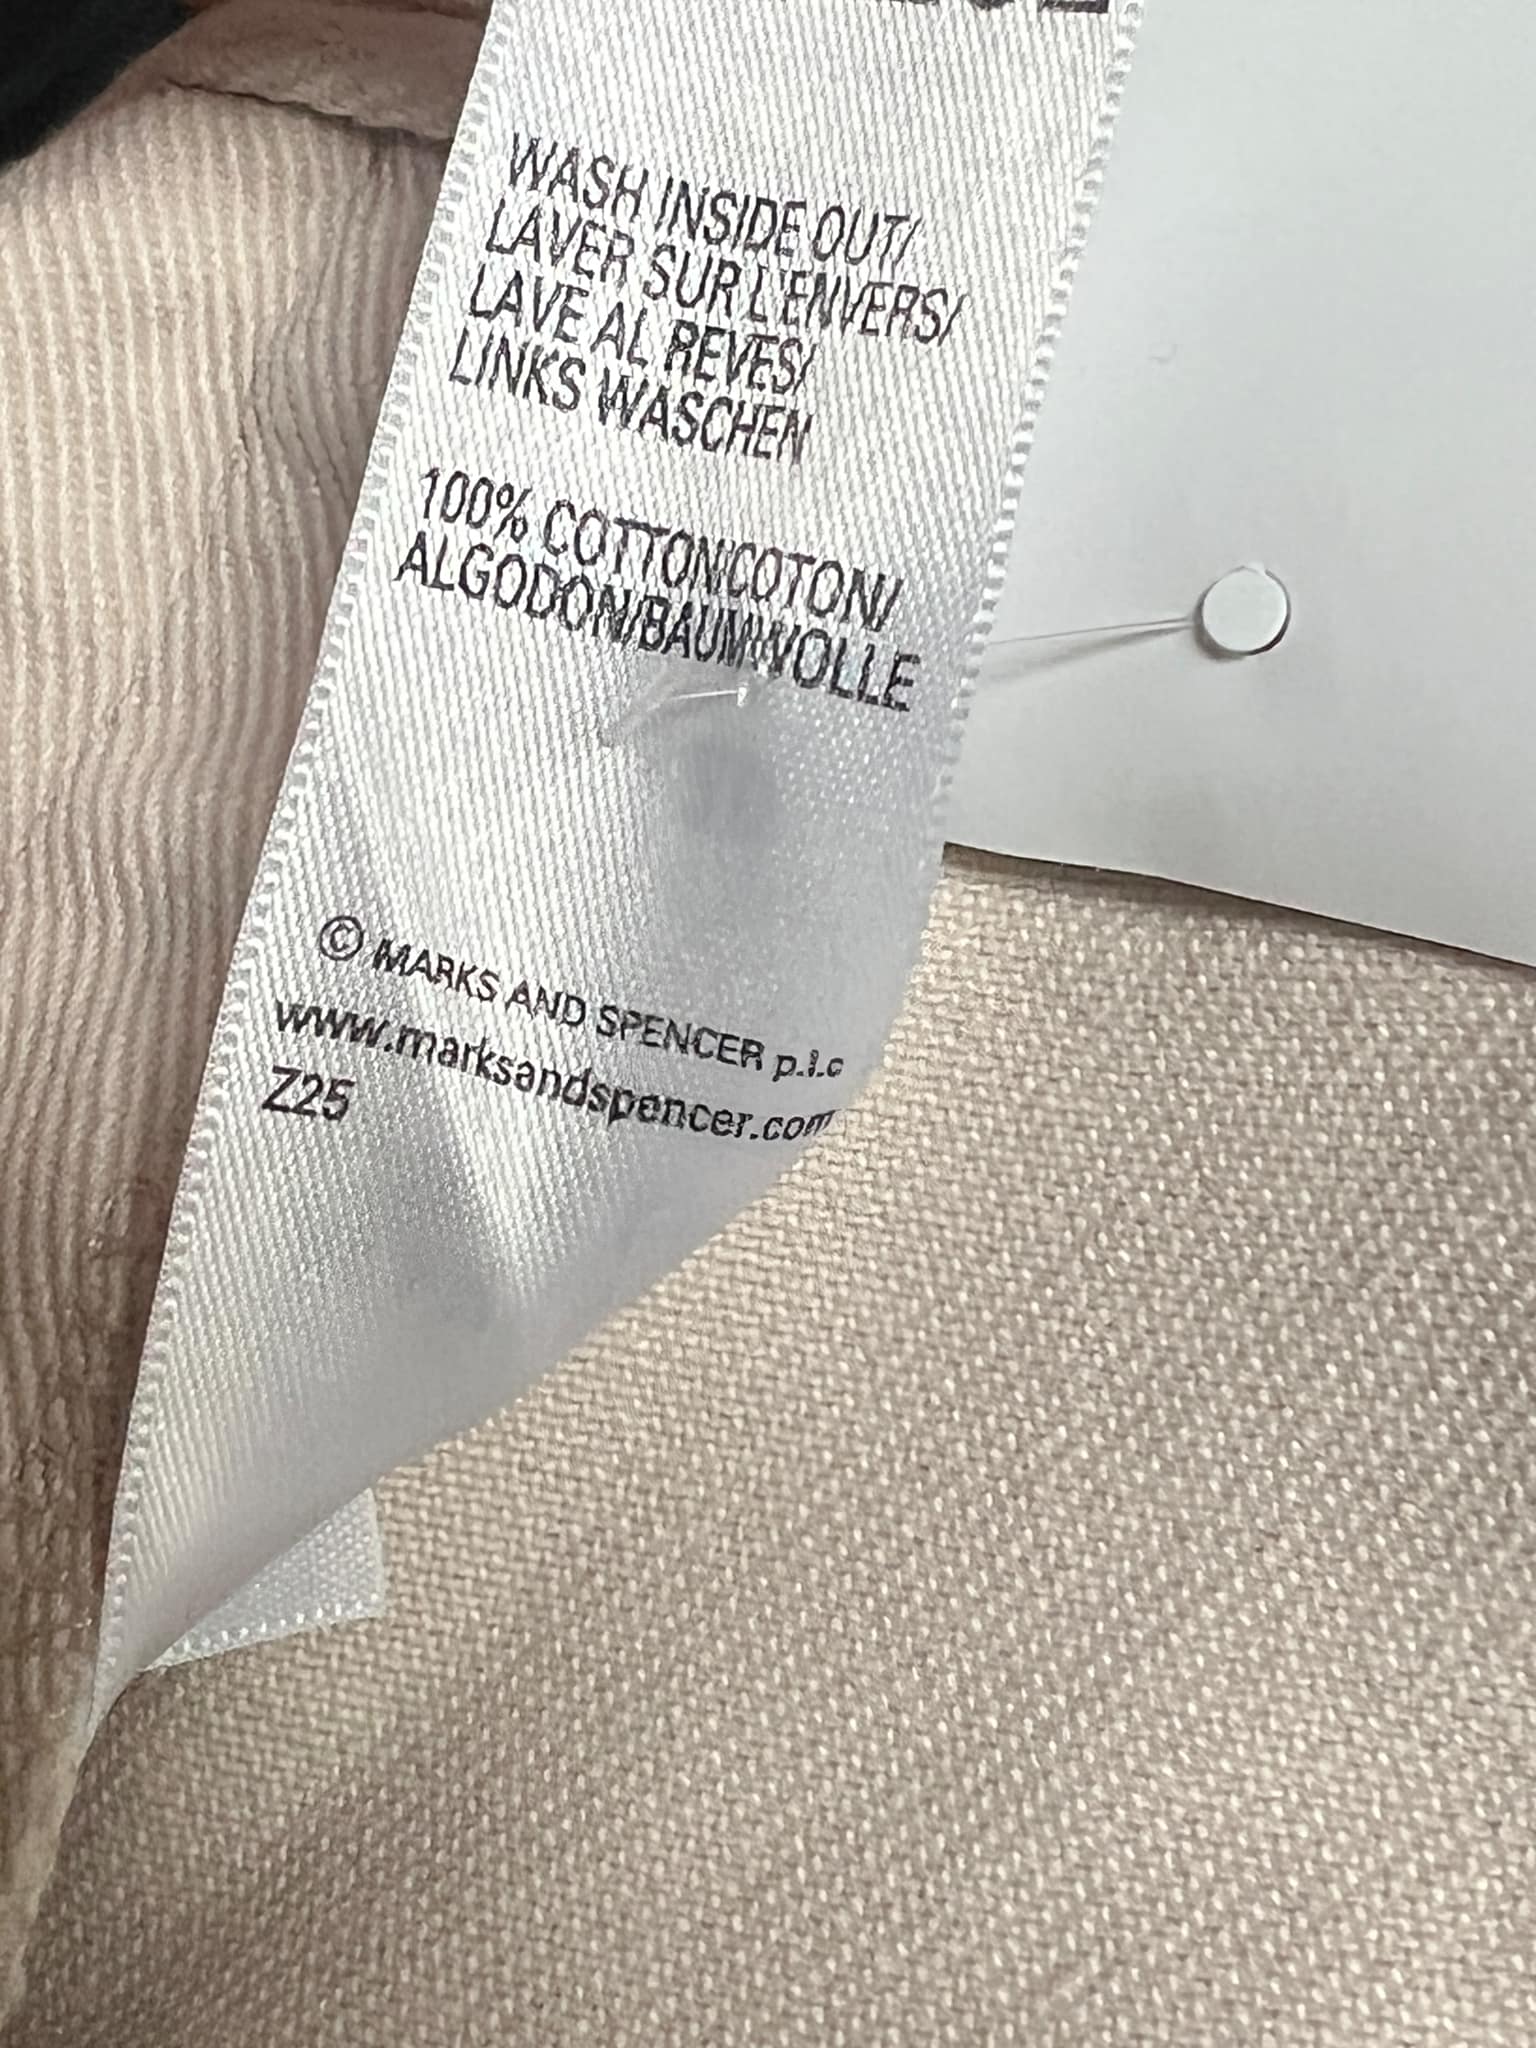 WASH INSIDE OUT/
LAVER SUR L'ENVERS/
LAVE AL REVES/
LINKS WASCHEN
100% COTTON/COTON/
ALGODON/BAUMWOLLE
© MARKS AND SPENCER p.l.c
www.marksandspencer.com
Z25